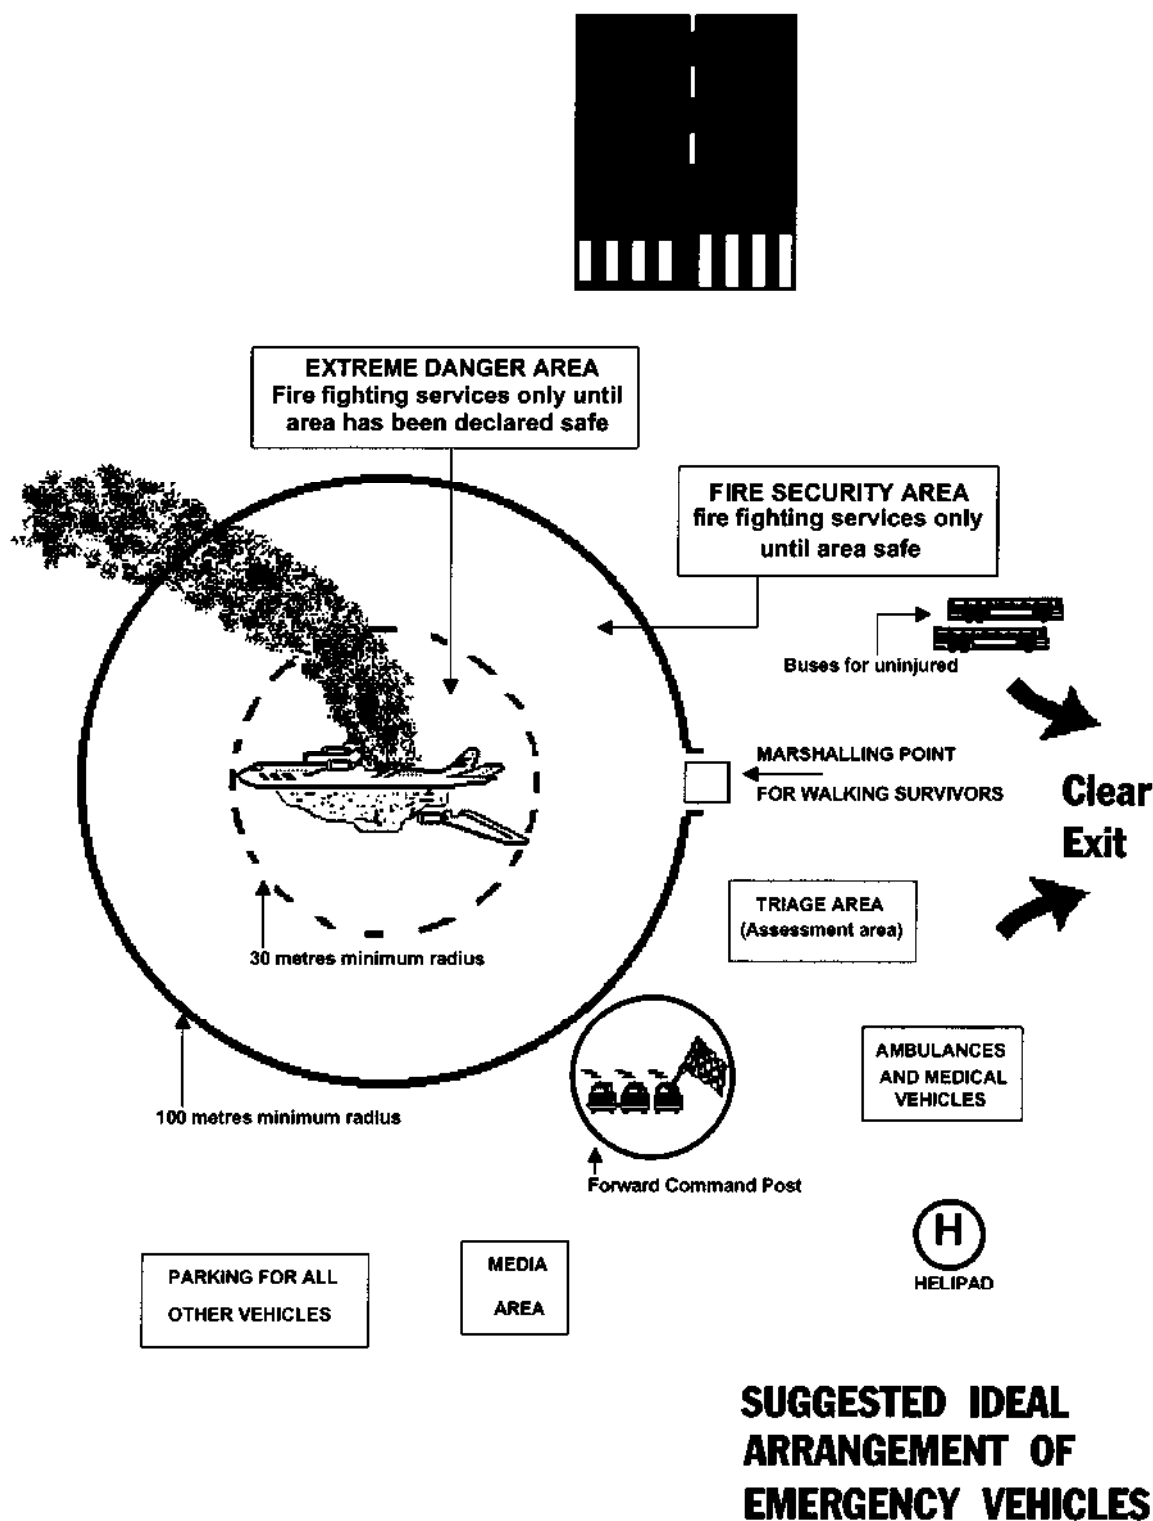 EXTREME DANGER AREA
Fire fighting services only until
area has been declared safe
FIRE SECURITY AREA
fire fighting services only
until area safe
Buses for uninjured
MARSHALLING POINT
FOR WALKING SURVIVORS
Clear
Exit
TRIAGE AREA
(Assessment area)
30 metres minimum radius
AMBULANCES
AND MEDICAL
VEHICLES
100 metres minimum radius
Forward Command Post
H
HELIPAD
PARKING FOR ALL
OTHER VEHICLES
MEDIA
AREA
SUGGESTED IDEAL
ARRANGEMENT OF
EMERGENCY VEHICLES